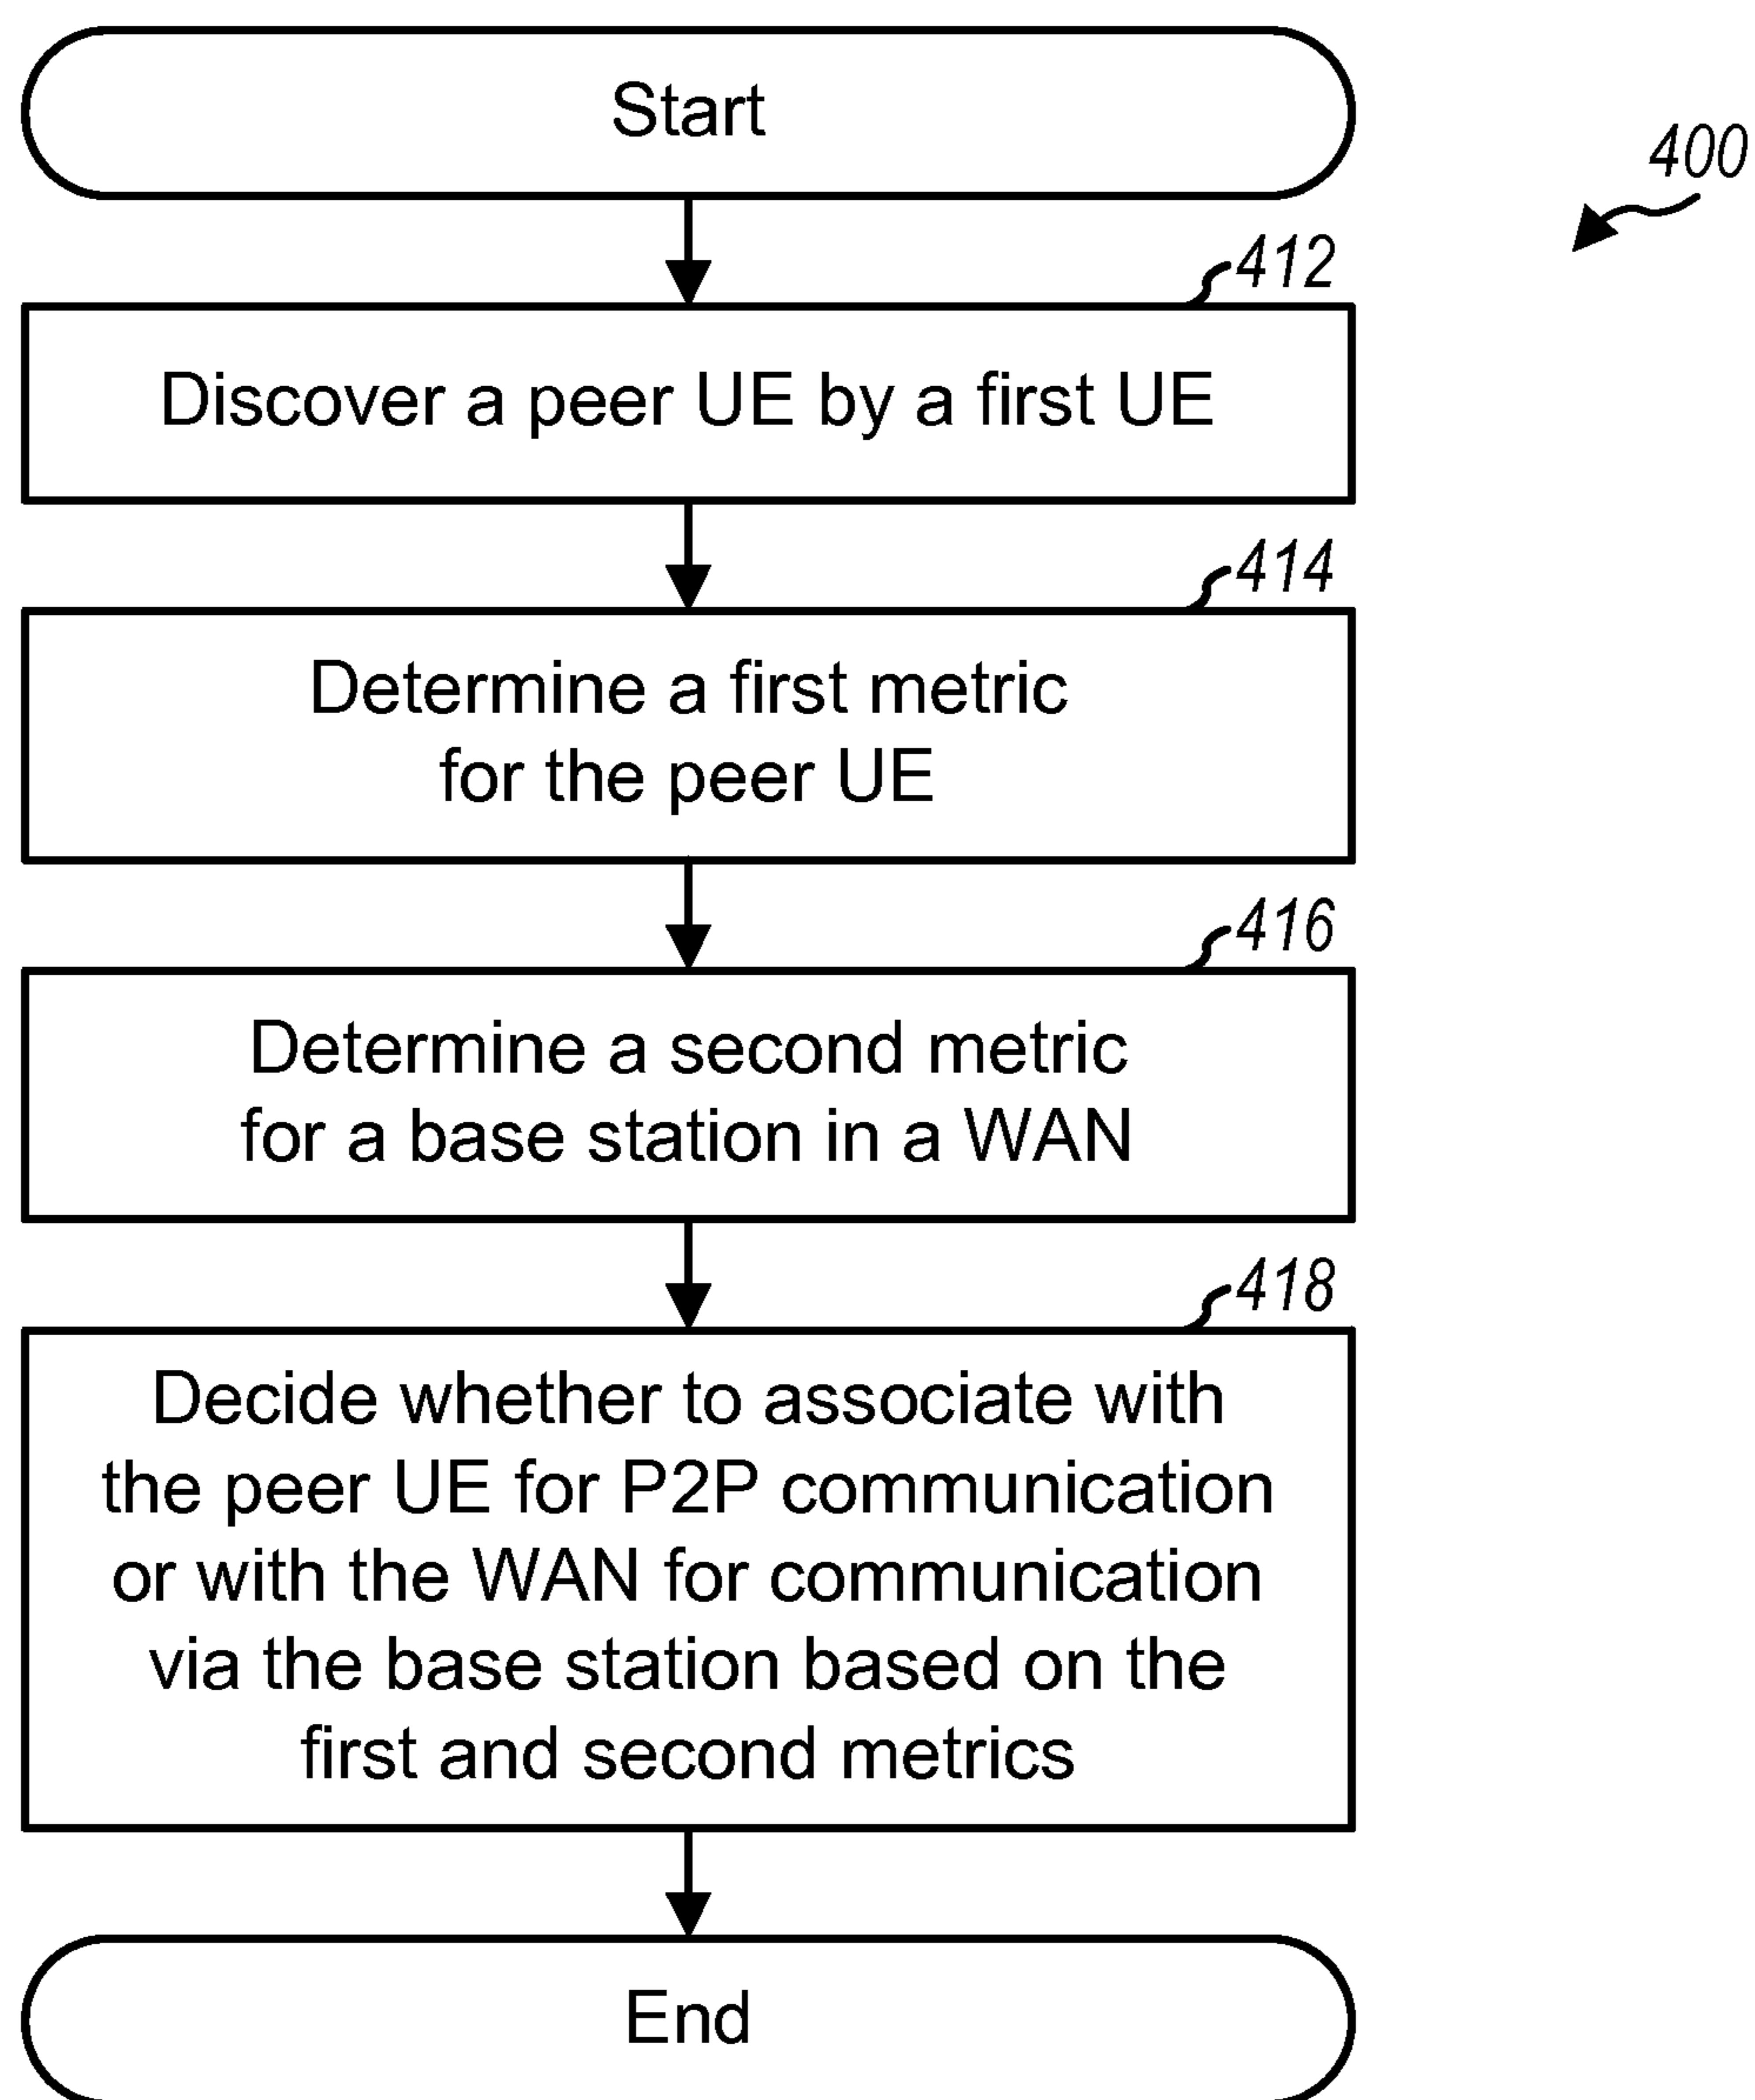 Start
400
412
Discover a peer UE by a first UE
414
Determine a first metric
for the peer UE
416
Determine a second metric
for a base station in a WAN
418
Decide whether to associate with
the peer UE for P2P communication
or with the WAN for communication
via the base station based on the
first and second metrics
End